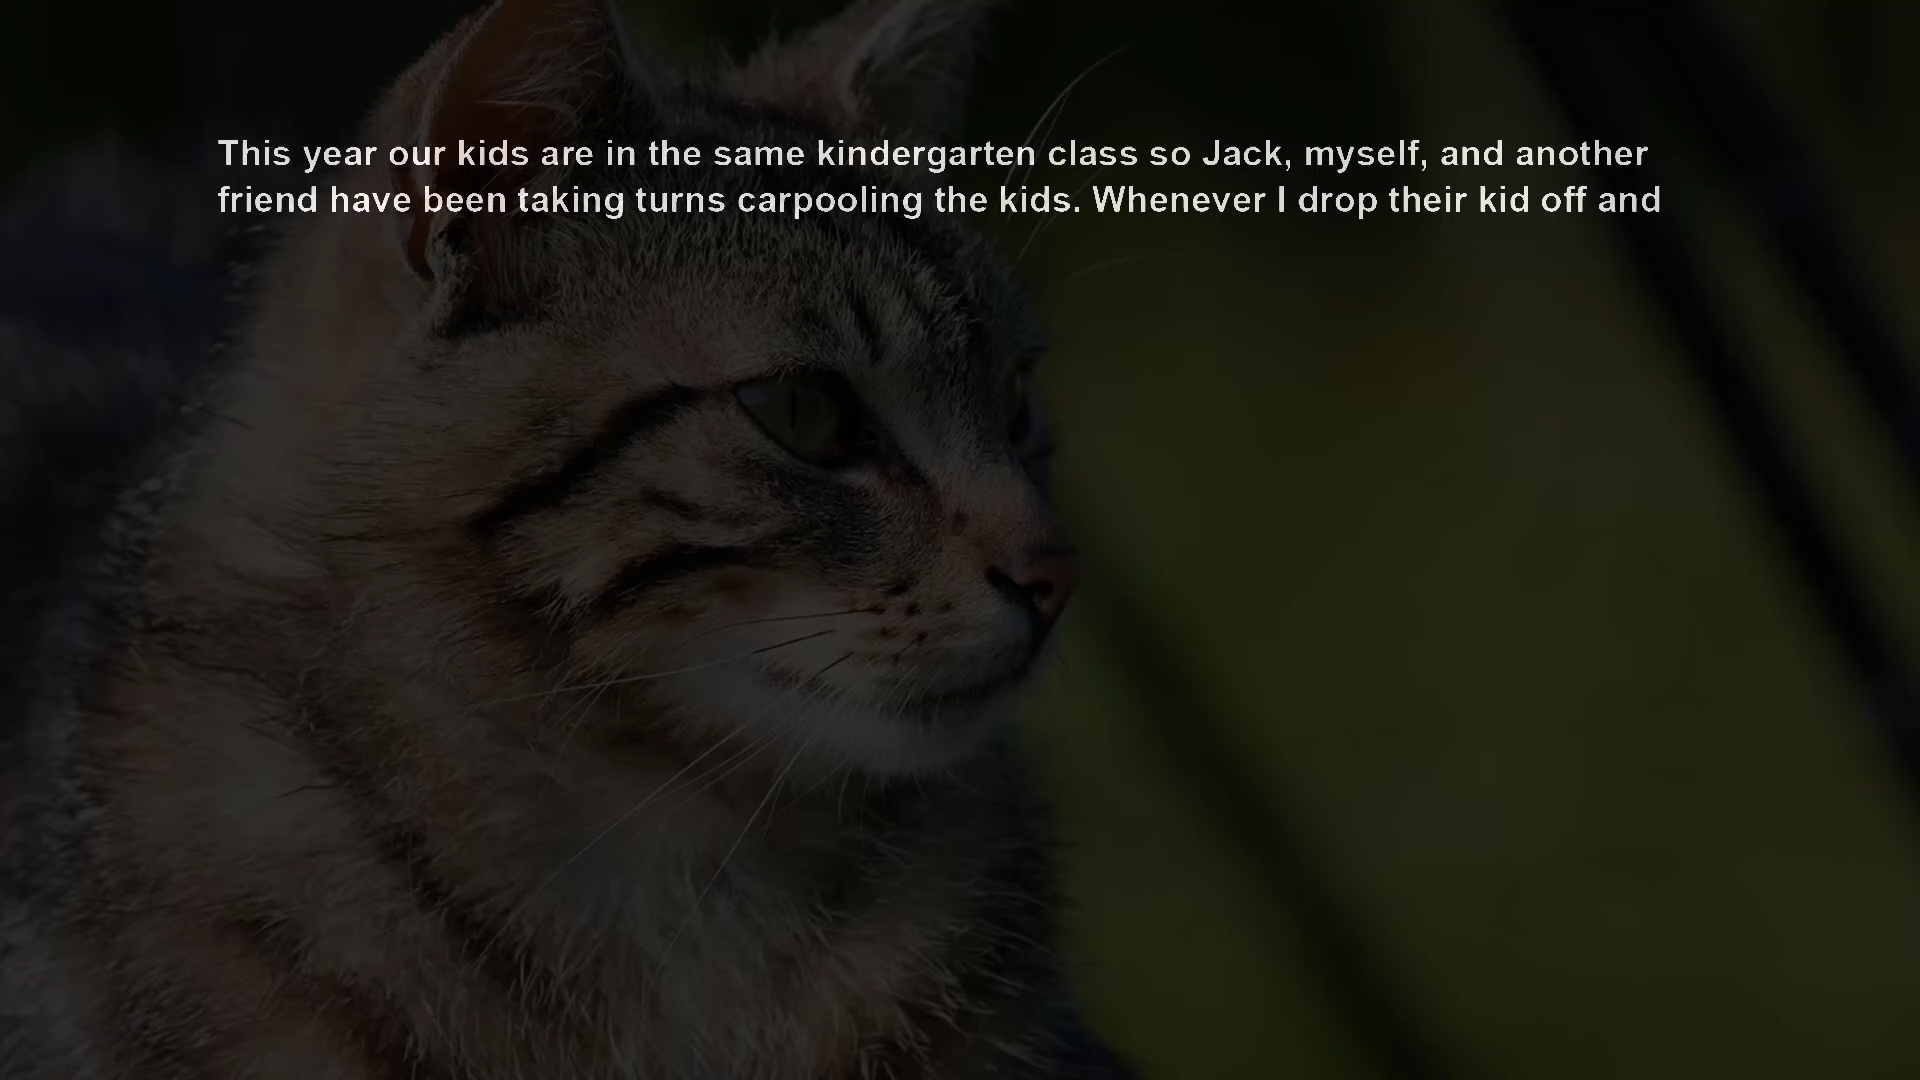 This year our kids are in the same kindergarten class so Jack, myself, and another
friend have been taking turns carpooling the kids. Whenever I drop their kid off and